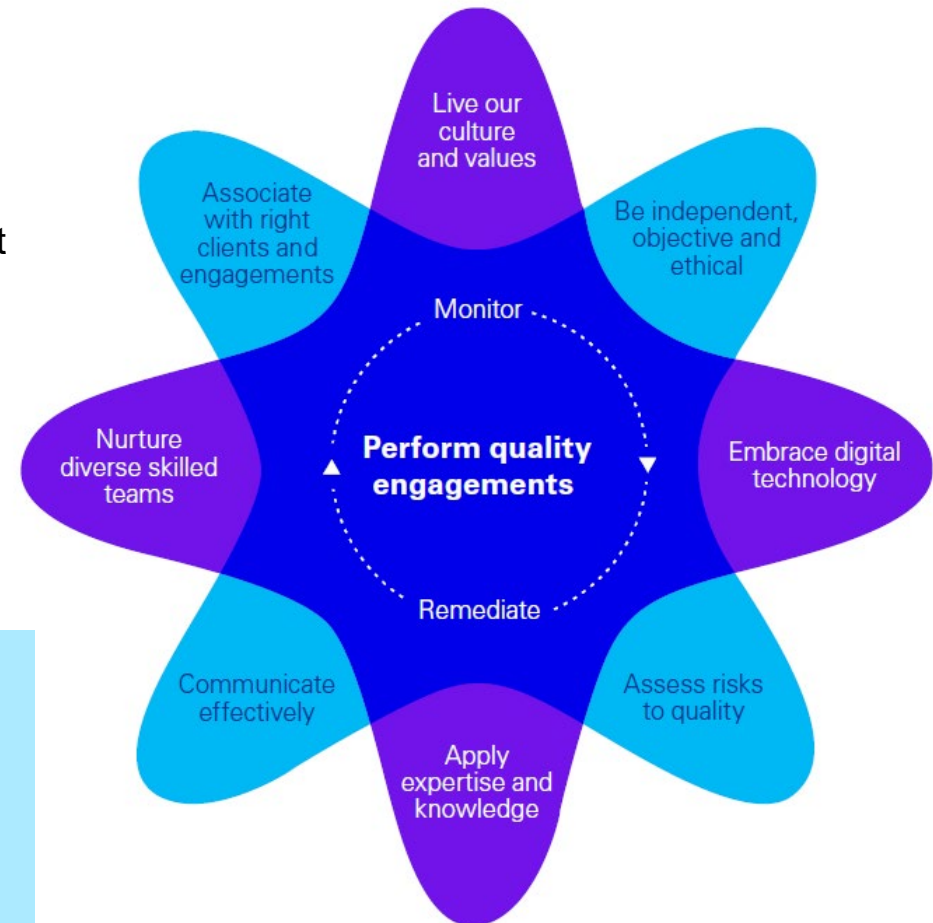 Live our
culture
and values
Associate
with right
clients and
engagements
Be independent,
objective and
ethical
t
Monitor
Nurture
diverse skilled
teams
Perform quality
engagements
Embrace digital
technology
Remediate
Communicate
effectively
Assess risks
to quality
Apply
expertise and
knowledge